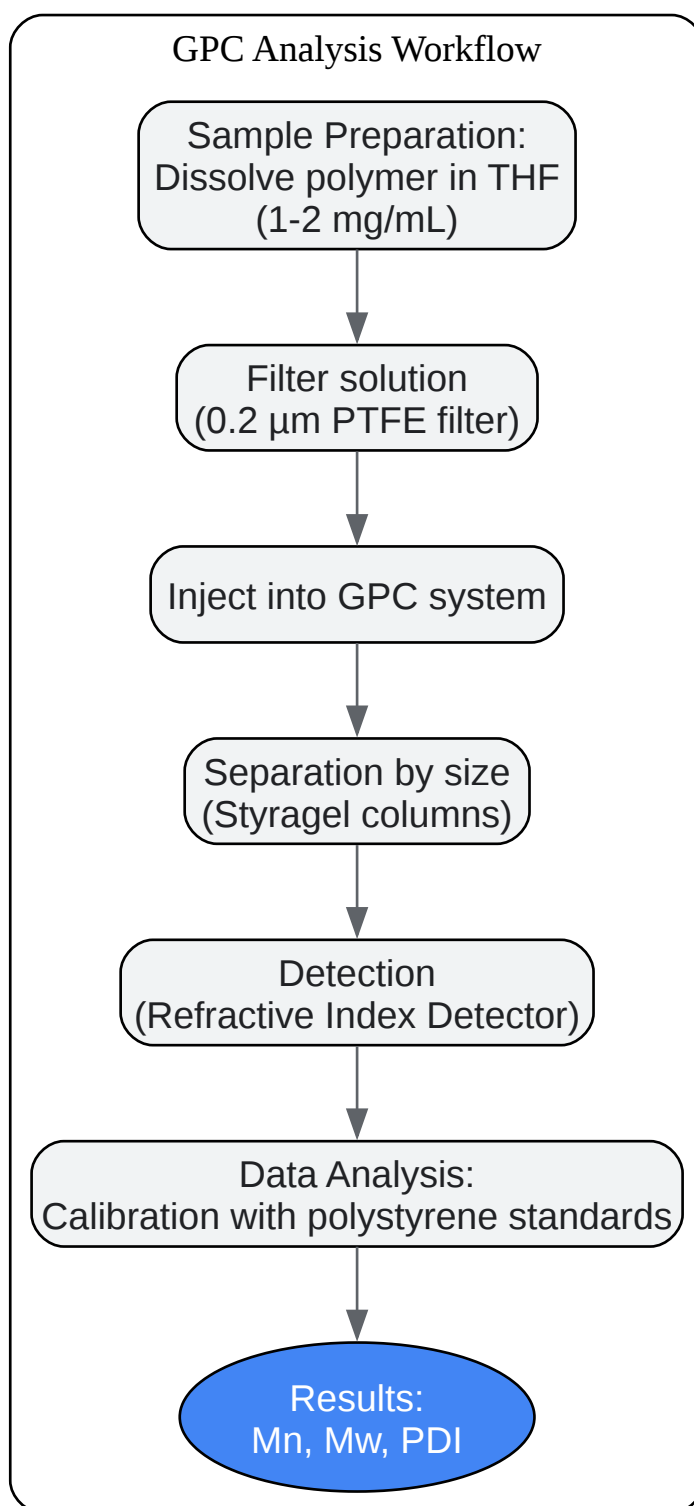 GPC Analysis Workflow
Sample Preparation:
Dissolve polymer in THF
(1-2 mg/mL)
Filter solution
(0.2 µm PTFE filter)
Inject into GPC system
Separation by size
(Styragel columns)
Detection
(Refractive Index Detector)
Data Analysis:
Calibration with polystyrene standards
Results:
Mn, Mw, PDI